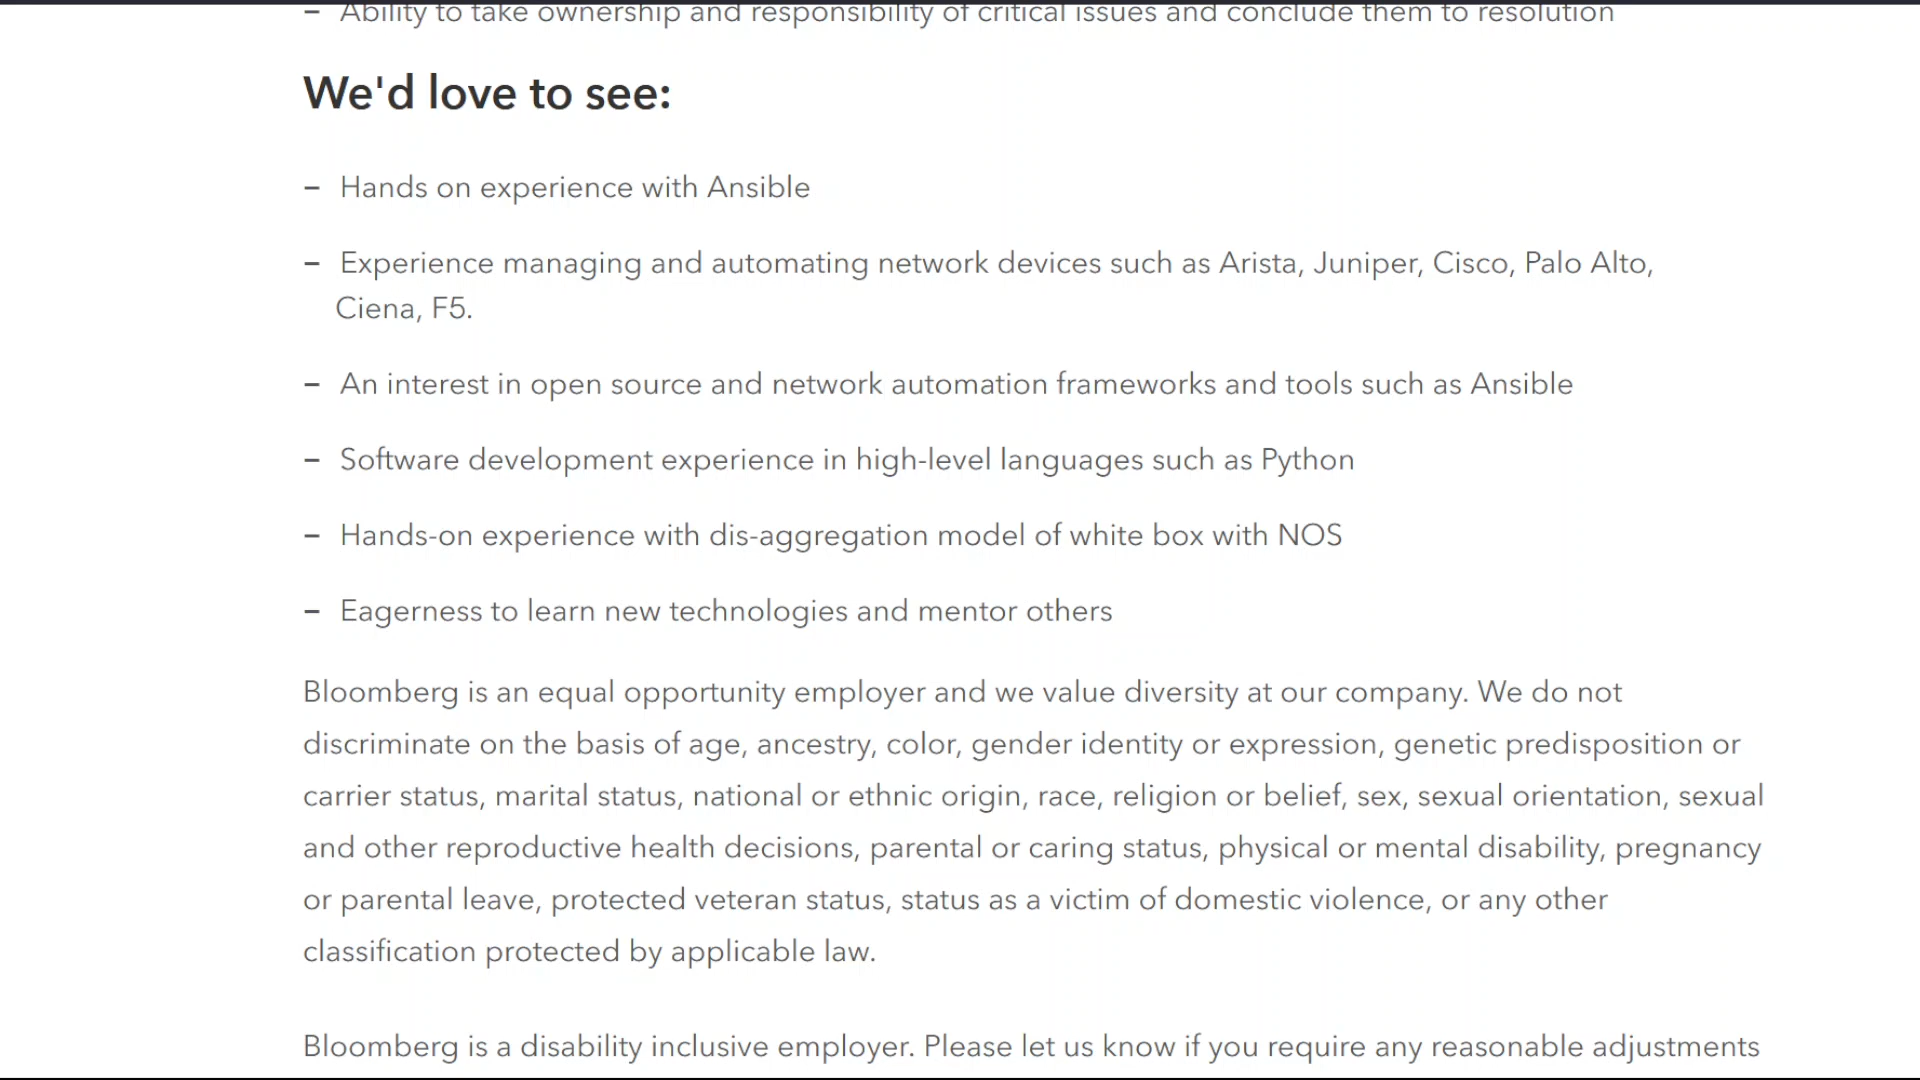 – Ability to take ownership and responsibility of critical issues and conclude them to resolution
We'd love to see:
– Hands on experience with Ansible
– Experience managing and automating network devices such as Arista, Juniper, Cisco, Palo Alto,
Ciena, F5.
– An interest in open source and network automation frameworks and tools such as Ansible
– Software development experience in high-level languages such as Python
– Hands-on experience with dis-aggregation model of white box with NOS
– Eagerness to learn new technologies and mentor others
Bloomberg is an equal opportunity employer and we value diversity at our company. We do not
discriminate on the basis of age, ancestry, color, gender identity or expression, genetic predisposition or
carrier status, marital status, national or ethnic origin, race, religion or belief, sex, sexual orientation, sexual
and other reproductive health decisions, parental or caring status, physical or mental disability, pregnancy
or parental leave, protected veteran status, status as a victim of domestic violence, or any other
classification protected by applicable law.
Bloomberg is a disability inclusive employer. Please let us know if you require any reasonable adjustments